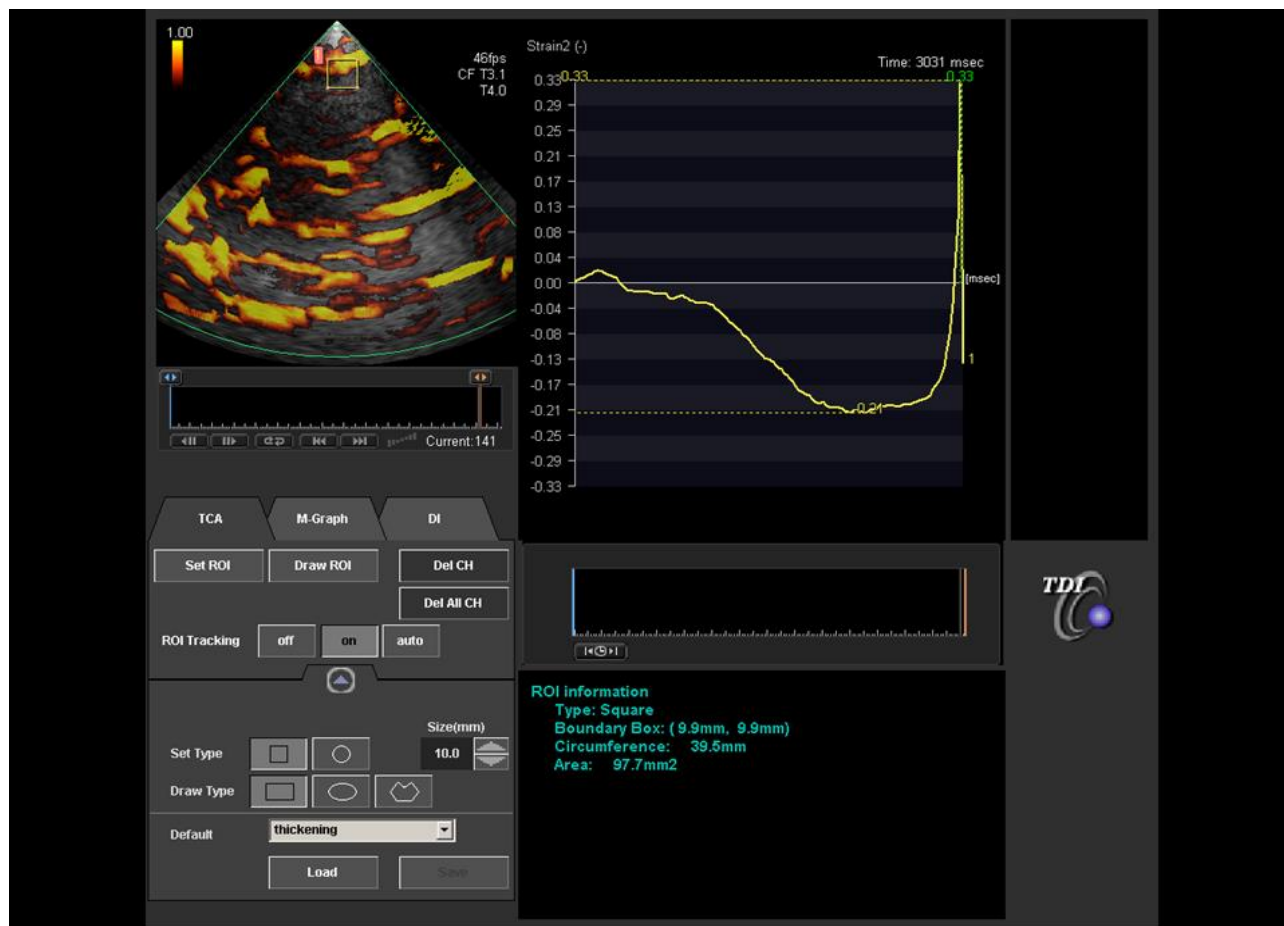 1.00
46fps
CF T3.1
T4.0
Strain2 (-)
Time: 3031 msec
0.33
0.33
0.33
0.29
0.25
0.21
0.17
0.13
0.08
0.04
0.00
[msec]
-0.04
-0.08
-0.13
1
-0.17
-0.21
-0.21
-0.25
-0.29
-0.33
Current:141
TCA
M-Graph
DI
Set ROI
Draw ROI
Del CH
Del All CH
ROI Tracking
off
on
auto
Size(mm)
Set Type
10.0
Draw Type
Default
thickening
Load
Save
TDI
ROI information
Type: Square
Boundary Box: ( 9.9mm, 9.9mm)
Circumference: 39.5mm
Area: 97.7mm2